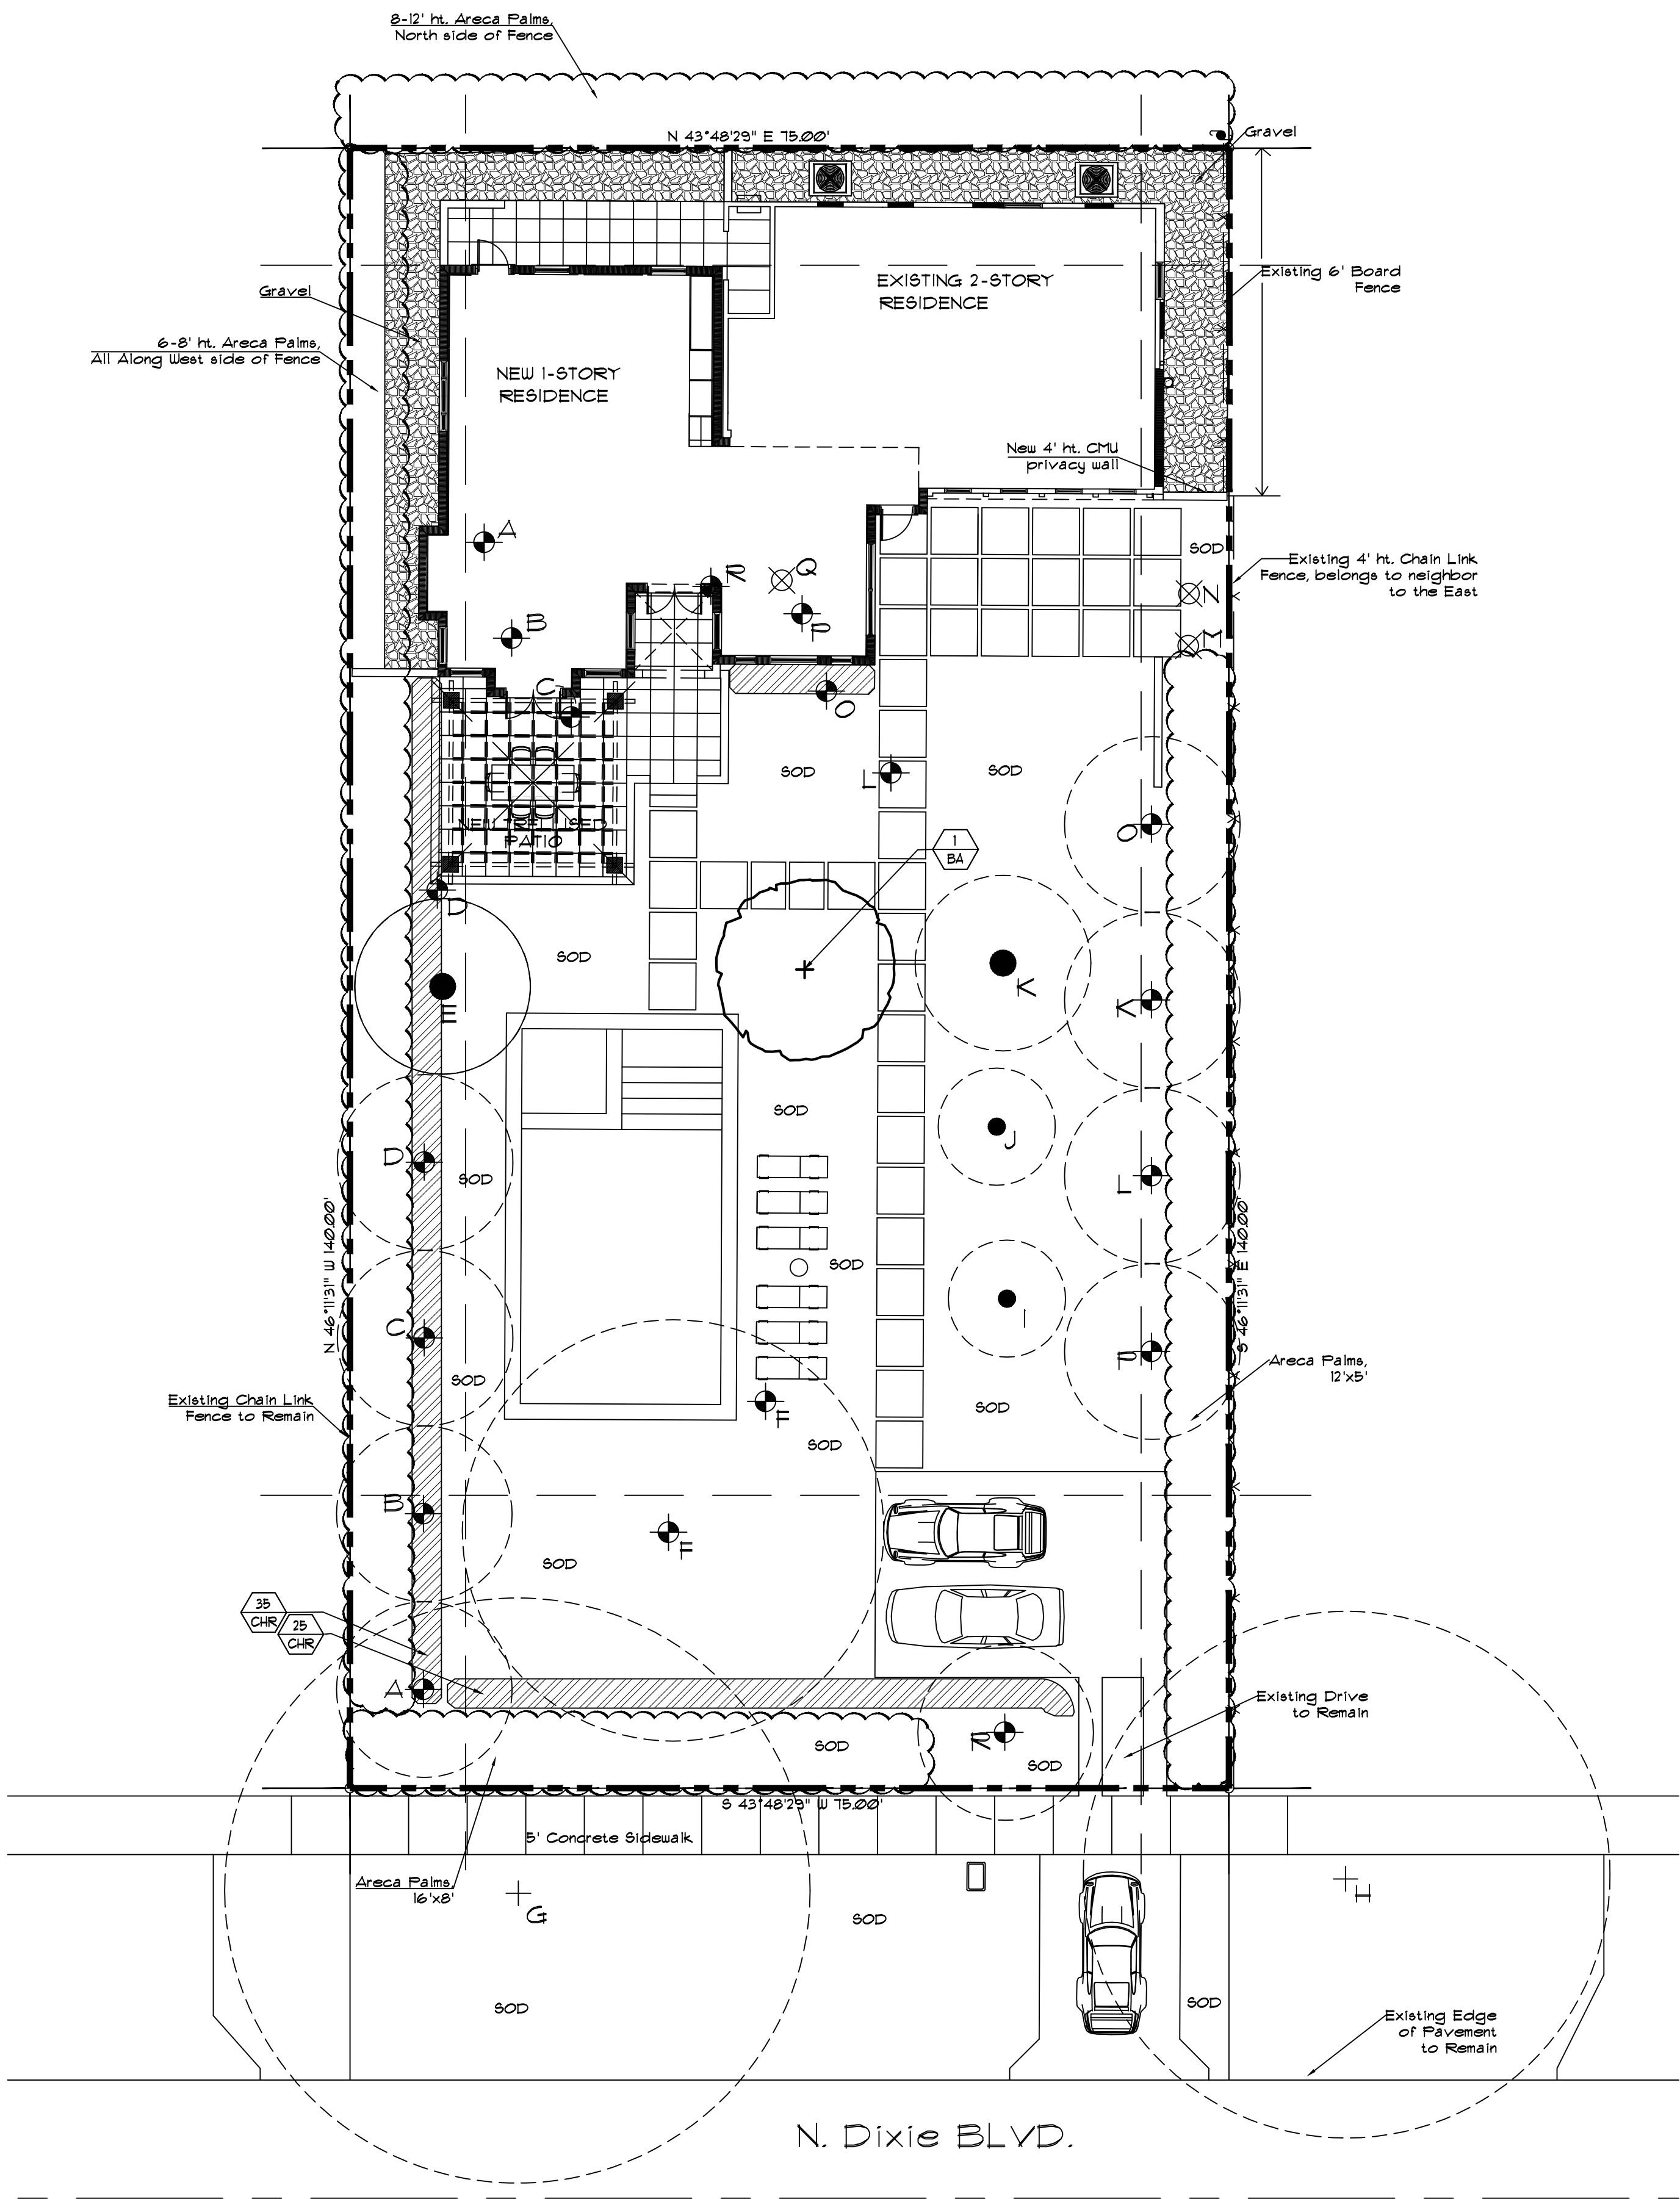 8-12' ht. Areca Palms,
North side of Fence
N 43°48'29" E 75.00'
Gravel
Existing 6' Board
Fence
EXISTING 2-STORY
RESIDENCE
Gravel
6-8' ht. Areca Palms,
All Along West side of Fence
NEW 1-STORY
RESIDENCE
New 4' ht. CMU
privacy wall
A
SOD
Existing 4' ht. Chain Link
Fence, belongs to neighbor
to the East
R
Q
N
B
P
M
C
O
SOD
L
SOD
NEW TRELLISED
PATIO
O
1
BA
D
SOD
E
K
K
SOD
J
D
SOD
L
N 46°11'31" W 140.00'
S 46°11'31" E 140.00'
SOD
I
C
P
SOD
Areca Palms,
12'x5'
Existing Chain Link
Fence to Remain
F
SOD
SOD
B
F
SOD
35
CHR
25
CHR
A
Existing Drive
to Remain
R
SOD
SOD
S 43°48'29" W 75.00'
5' Concrete Sidewalk
Areca Palms,
16'x8'
G
H
SOD
SOD
SOD
Existing Edge
of Pavement
to Remain
N. Dixie BLVD.